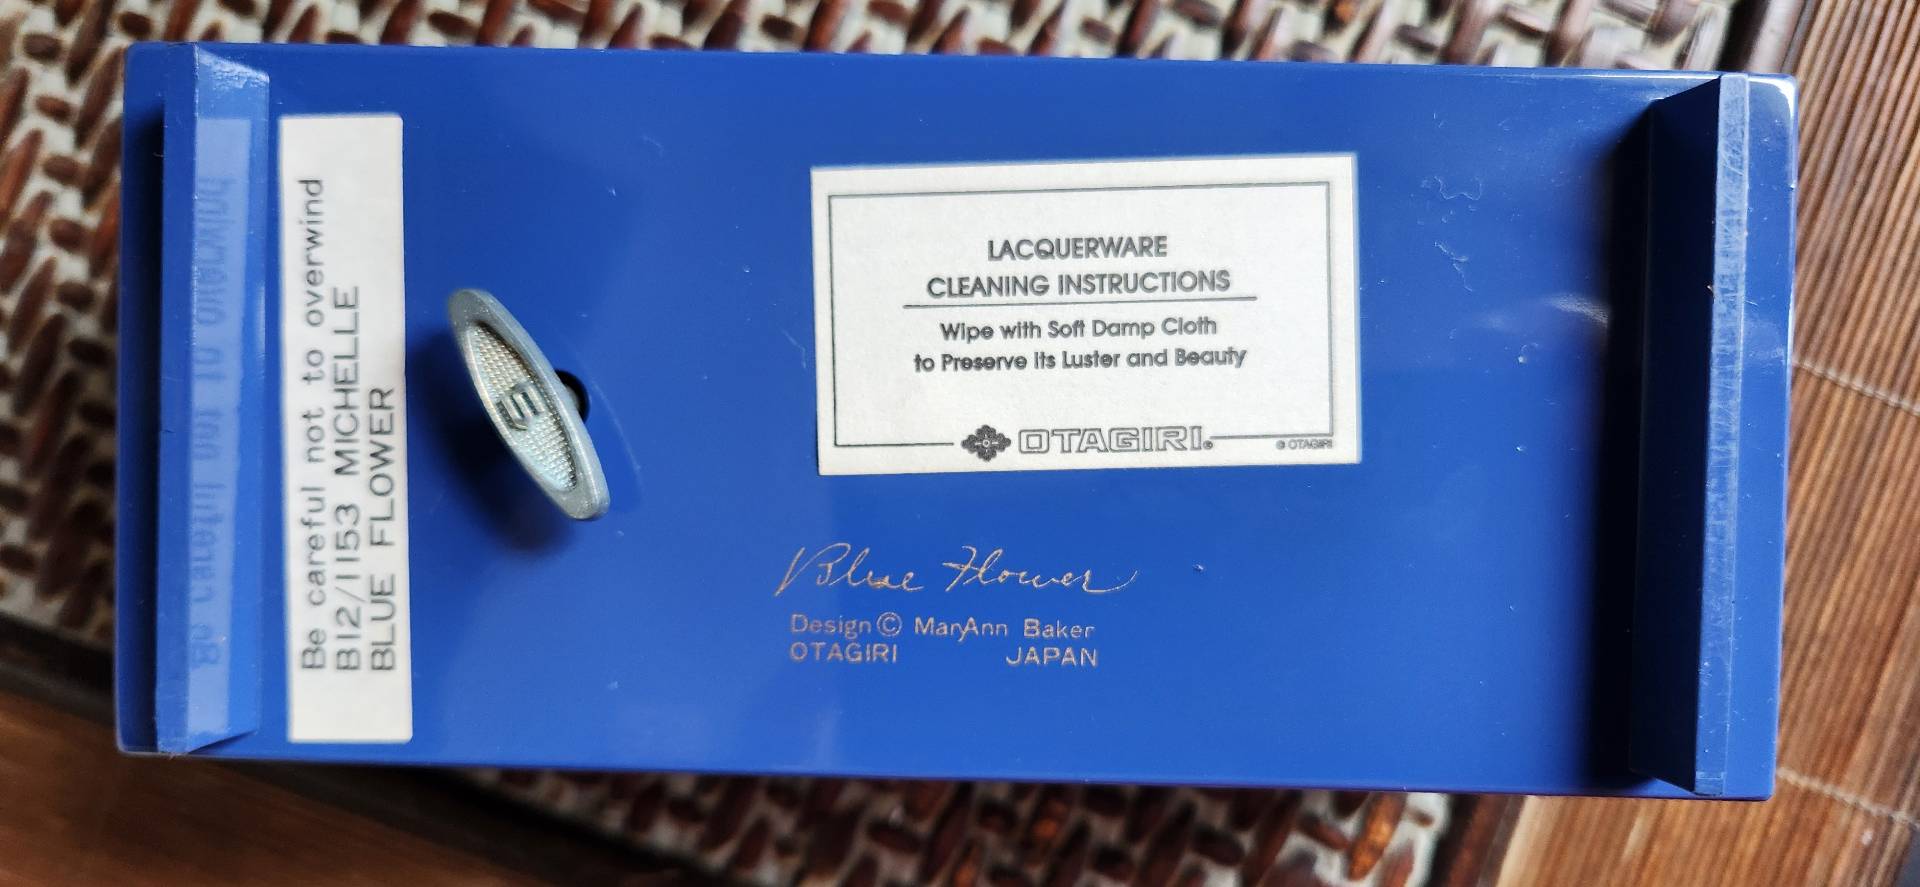 Be careful not to overwind
B12/1153 MICHELLE
BLUE FLOWER
LACQUERWARE
CLEANING INSTRUCTIONS
Wipe with Soft Damp Cloth
to Preserve Its Luster and Beauty
OTAGIRI®
© OTAGIRI
Blue Flower
Design © MaryAnn Baker
OTAGIRI JAPAN